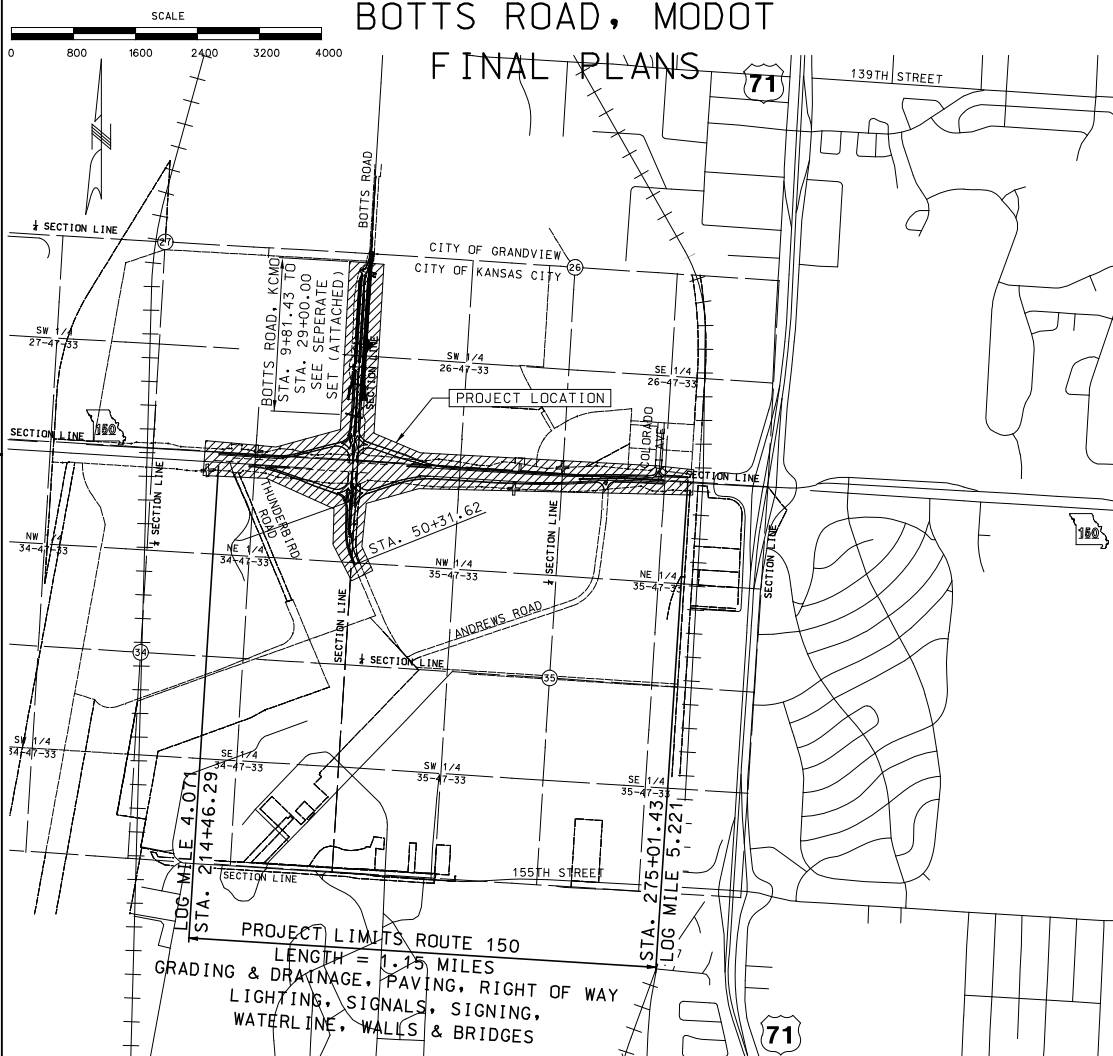 BOTTS ROAD, MODOT
FINAL PLANS
SCALE
0 800 1600 2400 3200 4000
71
139TH STREET
BOTTS ROAD
¼ SECTION LINE
27
CITY OF GRANDVIEW
CITY OF KANSAS CITY
26
BOTTS ROAD, KCMO
STA. 9+81.43 TO
STA. 29+00.00
SEE SEPERATE
SET (ATTACHED)
SECTION LINE
SW 1/4
27-47-33
SW 1/4
26-47-33
SE 1/4
26-47-33
PROJECT LOCATION
150
SECTION LINE
COLORADO
AVE
SECTION LINE
¼ SECTION LINE
THUNDERBIRD
ROAD
STA. 50+31.62
150
NW 1/4
34-47-33
NE 1/4
34-47-33
NW 1/4
35-47-33
NE 1/4
35-47-33
¼ SECTION LINE
SECTION LINE
SECTION LINE
ANDREWS ROAD
34
¼ SECTION LINE
35
SW 1/4
34-47-33
SE 1/4
34-47-33
SW 1/4
35-47-33
SE 1/4
35-47-33
LOG MILE 4.071
STA. 214+46.29
STA. 275+01.43
LOG MILE 5.221
SECTION LINE
155TH STREET
PROJECT LIMITS ROUTE 150
LENGTH = 1.15 MILES
GRADING & DRAINAGE, PAVING, RIGHT OF WAY
LIGHTING, SIGNALS, SIGNING,
WATERLINE, WALLS & BRIDGES
71